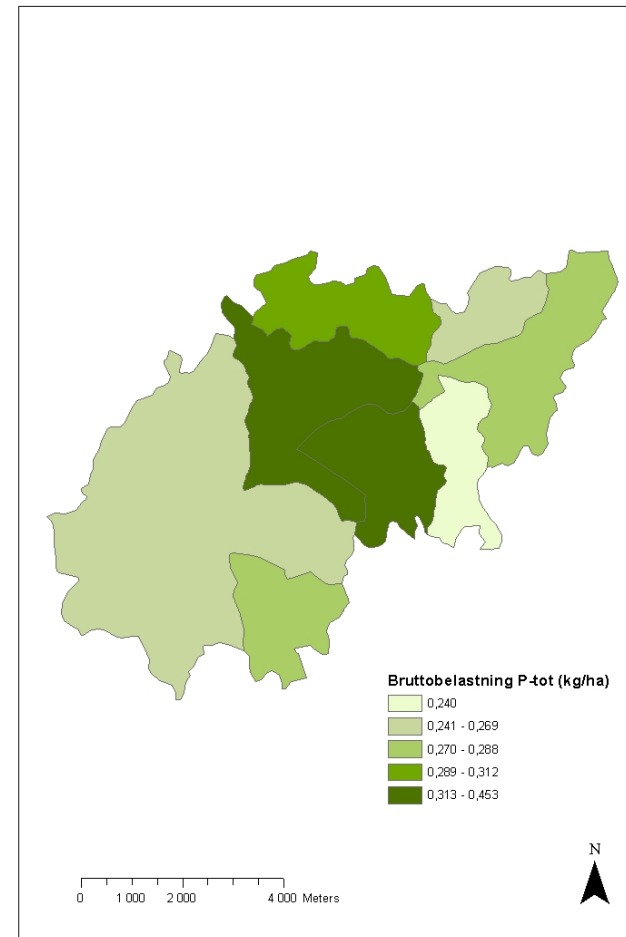 Bruttobelastning P-tot (kg/ha)
0,240
0,241 - 0,269
0,270 - 0,288
0,289 - 0,312
0,313 - 0,453
N
0 1 000 2 000 4 000 Meters